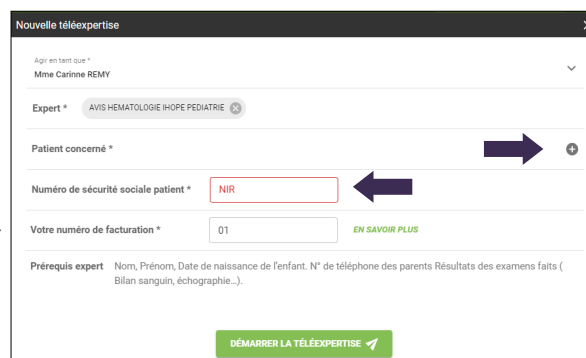 Nouvelle téléexpertise
Agir en tant que *
Mme Carinne REMY
Expert * AVIS HEMATOLOGIE IHOPE PEDIATRIE
Patient concerné *
Numéro de sécurité sociale patient * NIR
Votre numéro de facturation * 01 EN SAVOIR PLUS
Prérequis expert Nom, Prénom, Date de naissance de l'enfant. N° de téléphone des parents Résultats des examens faits (
Bilan sanguin, échographie...).
DÉMARRER LA TÉLÉEXPERTISE